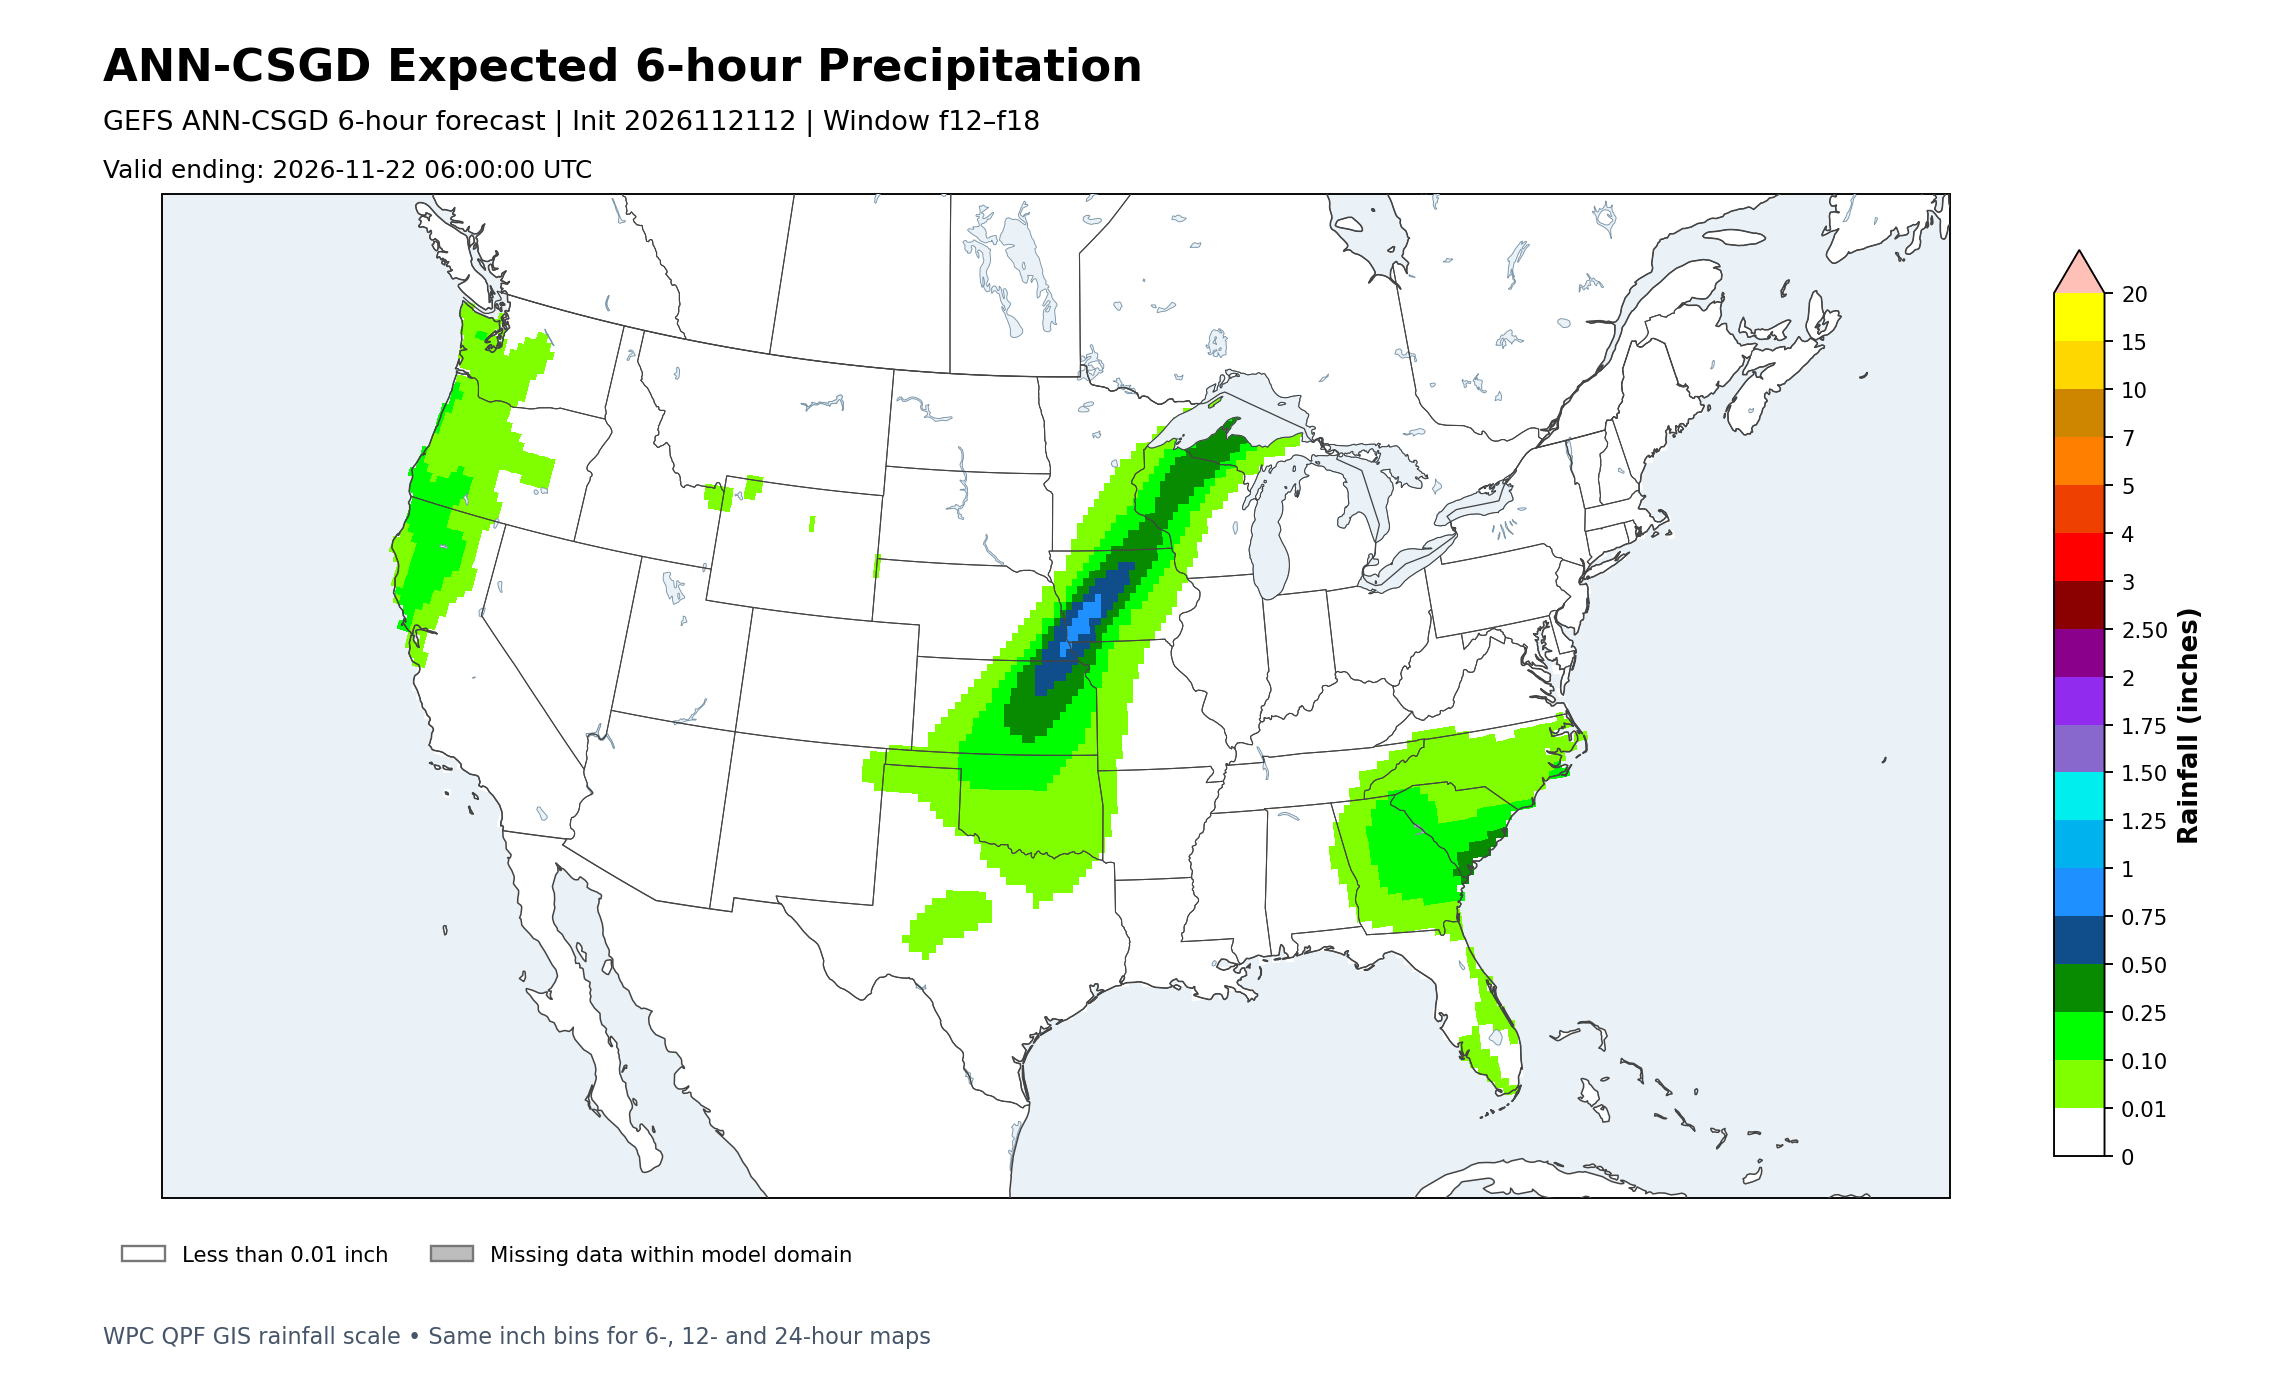 ANN-CSGD Expected 6-hour Precipitation
GEFS ANN-CSGD 6-hour forecast | Init 2026112112 | Window f12–f18
Valid ending: 2026-11-22 06:00:00 UTC
20
15
10
7
5
4
3
2.50
2
1.75
1.50
1.25
1
0.75
0.50
0.25
0.10
0.01
0
Rainfall (inches)
Less than 0.01 inch
Missing data within model domain
WPC QPF GIS rainfall scale • Same inch bins for 6-, 12- and 24-hour maps